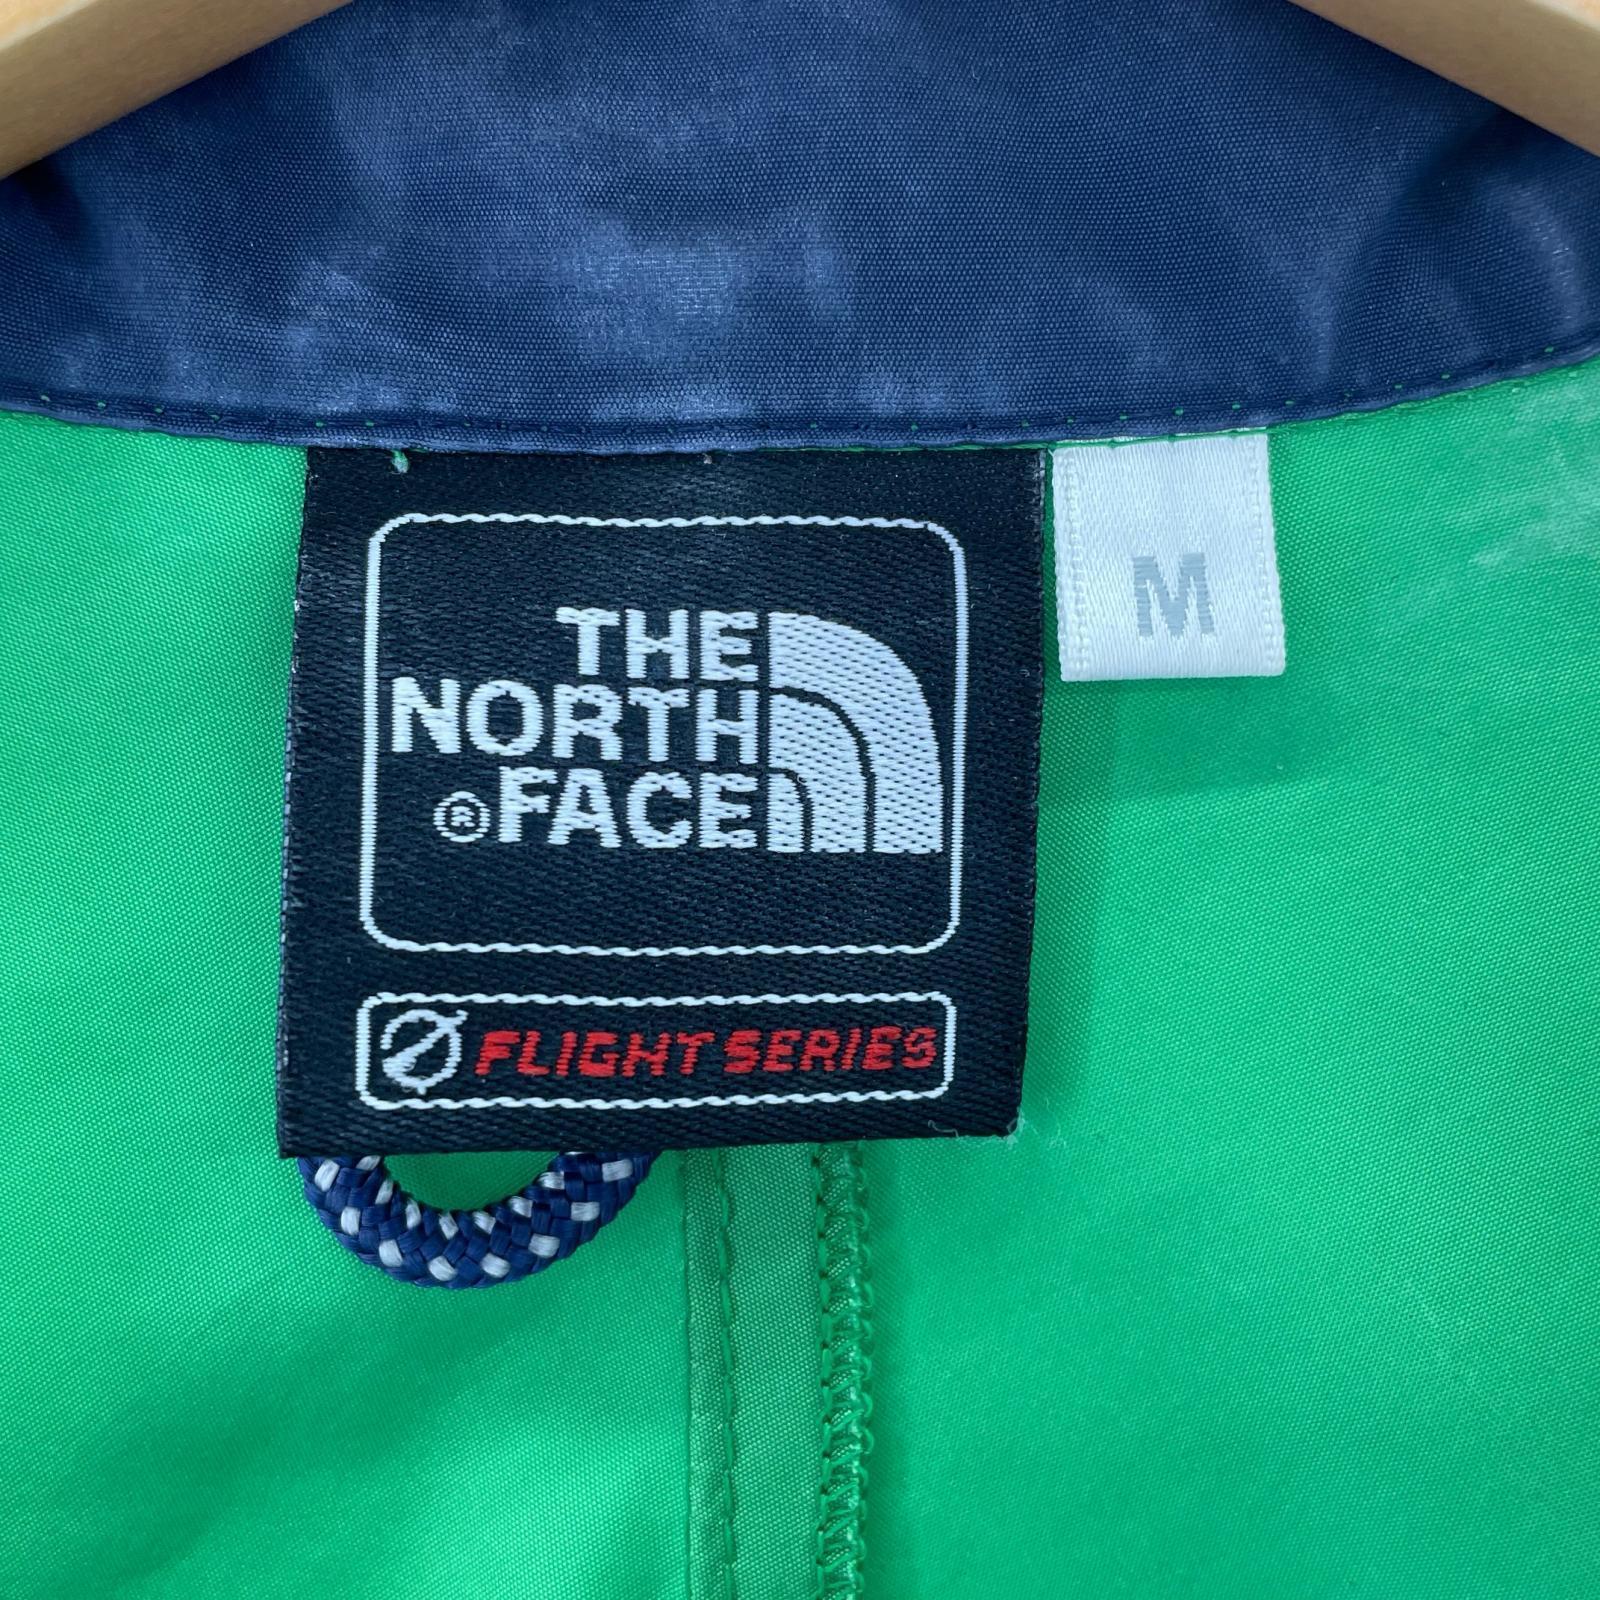 THE
NORTH
®FACE
M
FLIGHT SERIES